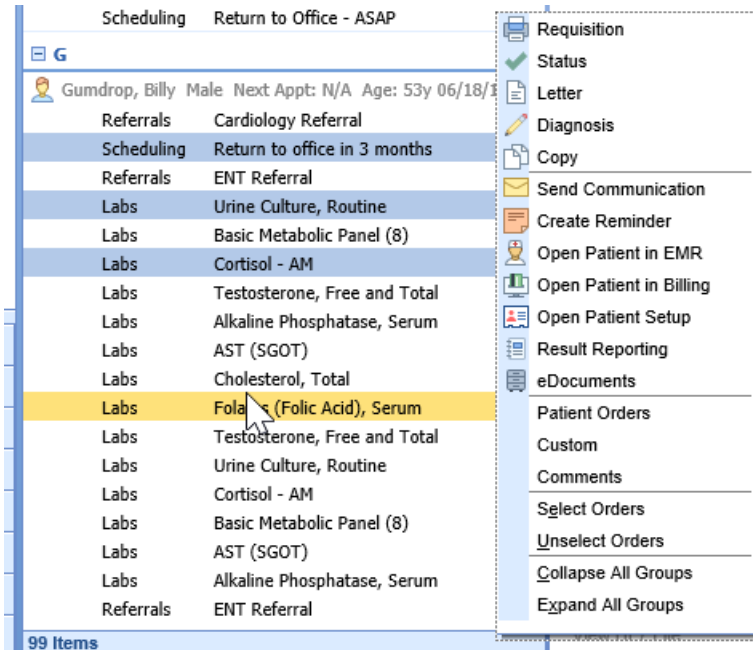 Scheduling Return to Office - ASAP
G
Gumdrop, Billy Male Next Appt: N/A Age: 53y 06/18/1
Referrals Cardiology Referral
Scheduling Return to office in 3 months
Referrals ENT Referral
Labs Urine Culture, Routine
Labs Basic Metabolic Panel (8)
Labs Cortisol - AM
Labs Testosterone, Free and Total
Labs Alkaline Phosphatase, Serum
Labs AST (SGOT)
Labs Cholesterol, Total
Labs (Folic Acid), Serum
Labs Testosterone, Free and Total
Labs Urine Culture, Routine
Labs Cortisol - AM
Labs Basic Metabolic Panel (8)
Labs AST (SGOT)
Labs Alkaline Phosphatase, Serum
Referrals ENT Referral
99 Items
Requisition
Status
Letter
Diagnosis
Copy
Send Communication
Create Reminder
Open Patient in EMR
Open Patient in Billing
Open Patient Setup
Result Reporting
eDocuments
Patient Orders
Custom
Comments
Select Orders
Unselect Orders
Collapse All Groups
Expand All Groups